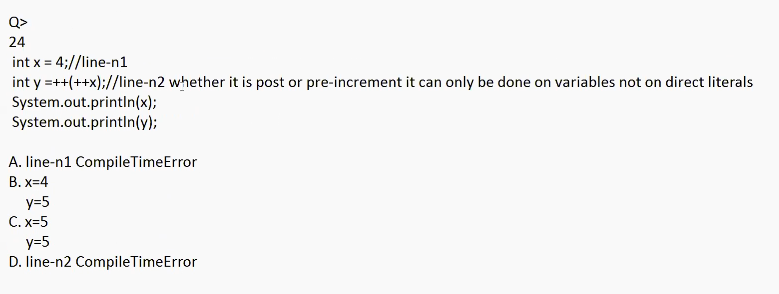 Q>
24
int x = 4;//line-n1
int y =++(++x);//line-n2 whether it is post or pre-increment it can only be done on variables not on direct literals
System.out.println(x);
System.out.println(y);
A. line-n1 CompileTimeError
B. x=4
y=5
C. x=5
y=5
D. line-n2 CompileTimeError